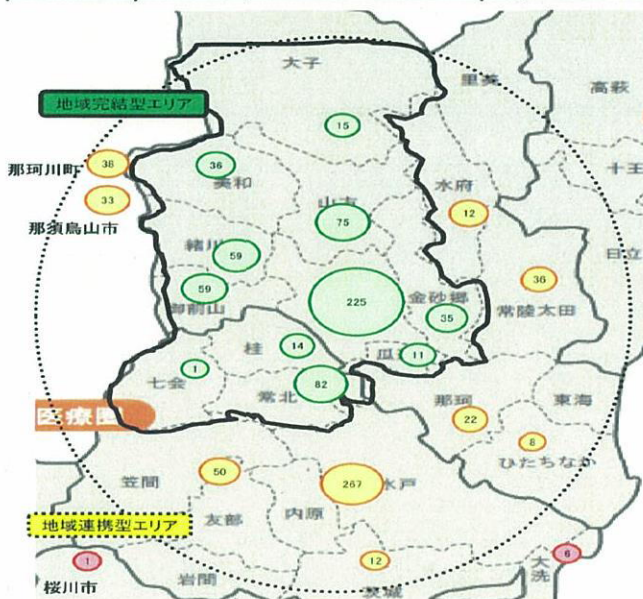 大子
里美
高萩
地域完結型エリア
15
十王
38
那珂川町
36
美和
水府
33
那須烏山市
75
12
日立
緒川
59
36
常陸太田
59
御前山
225
金砂郷
35
桂
14
11
七会
1
常北
82
那珂
22
東海
医療圏
8
ひたちなか
笠間
50
267
水戸
地域連携型エリア
友部
内原
1
桜川市
岩間
12
茨城
6
大洗